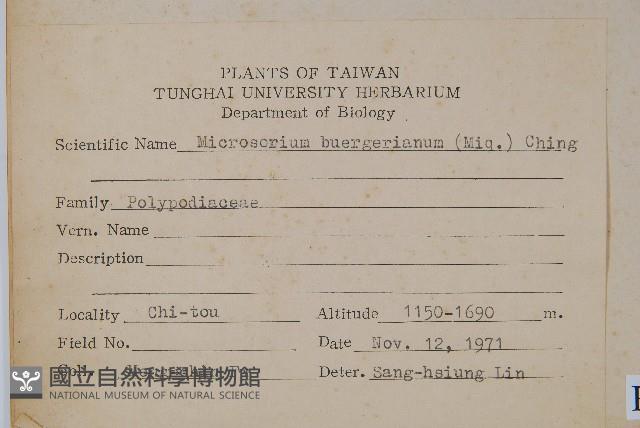 PLANTS OF TAIWAN
TUNGHAI UNIVERSITY HERBARIUM
Department of Biology
Scientific Name Microsorium buergerianum (Miq.) Ching
Family Polypodiaceae
Vern. Name
Description
Locality Chi-tou Altitude 1150-1690 m.
Field No. Date Nov. 12, 1971
Coll. Deter. Sang-hsiung Lin
國立自然科學博物館
NATIONAL MUSEUM OF NATURAL SCIENCE